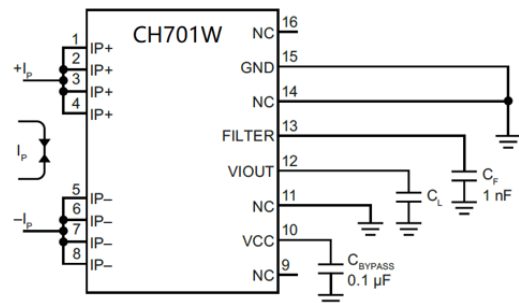 CH701W
+IP
1 IP+
2 IP+
3 IP+
4 IP+
IP
−IP
5 IP–
6 IP–
7 IP–
8 IP–
NC 16
GND 15
NC 14
FILTER 13
VIOUT 12
NC 11
VCC 10
NC 9
CF
1 nF
CL
CBYPASS
0.1 µF